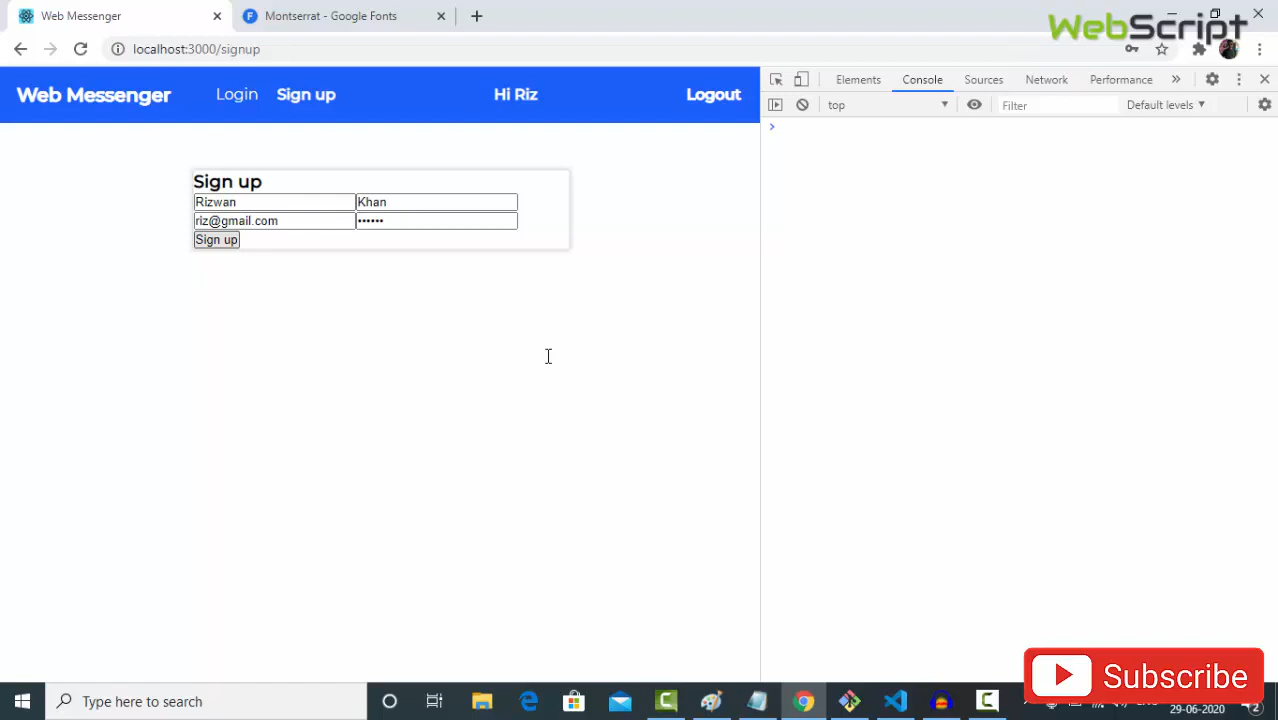 Web Messenger
Montserrat - Google Fonts
WebScript
localhost:3000/signup
Web Messenger Login Sign up Hi Riz Logout
Elements Console Sources Network Performance
top Filter Default levels
Sign up
Rizwan Khan
riz@gmail.com ••••••
Sign up
Subscribe
Type here to search
29-06-2020
2